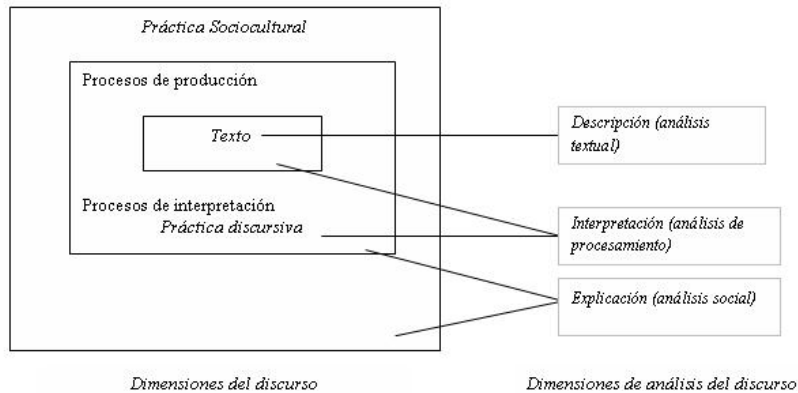 Práctica Sociocultural
Procesos de producción
Texto
Procesos de interpretación
Práctica discursiva
Descripción (análisis
textual)
Interpretación (análisis de
procesamiento)
Explicación (análisis social)
Dimensiones del discurso
Dimensiones de análisis del discurso